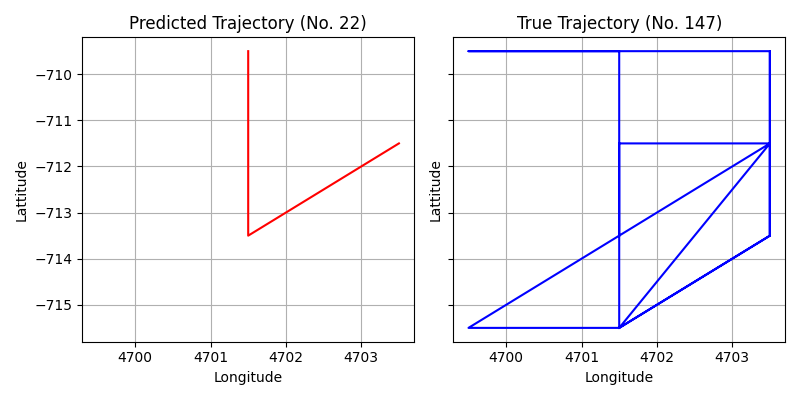 Predicted Trajectory (No. 22)
True Trajectory (No. 147)
−710
−711
−712
−713
−714
−715
Lattitude
Lattitude
4700 4701 4702 4703
4700 4701 4702 4703
Longitude
Longitude